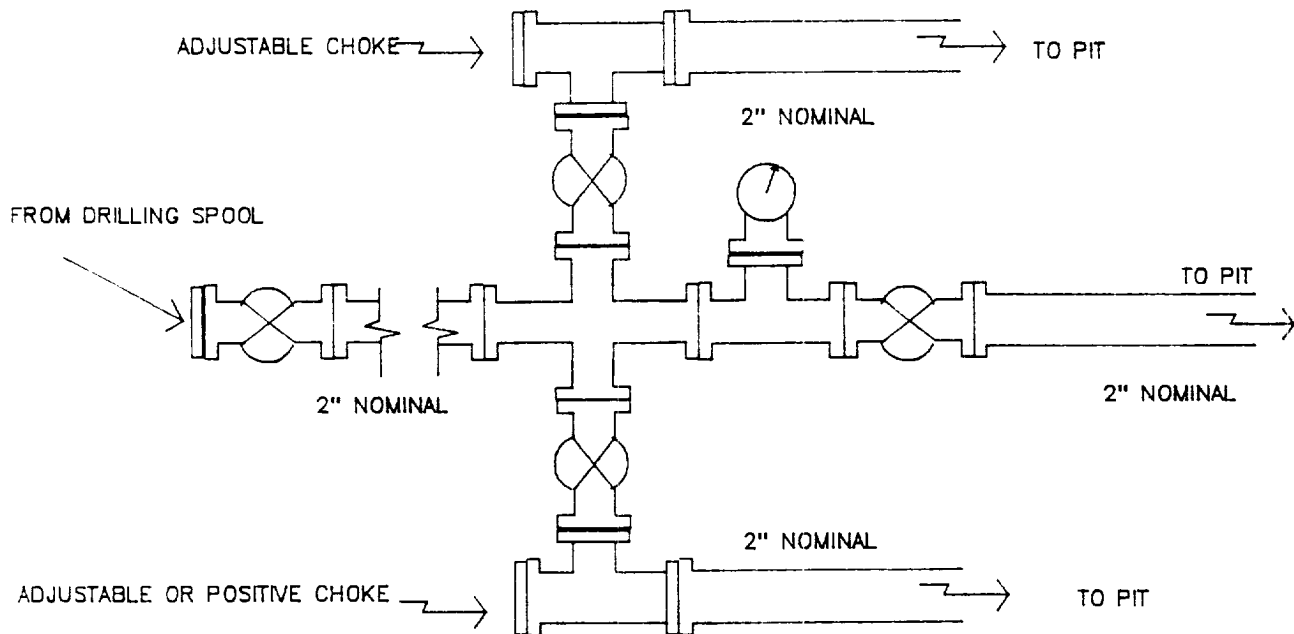 ADJUSTABLE CHOKE
TO PIT
2" NOMINAL
FROM DRILLING SPOOL
TO PIT
2" NOMINAL
2" NOMINAL
2" NOMINAL
ADJUSTABLE OR POSITIVE CHOKE
TO PIT